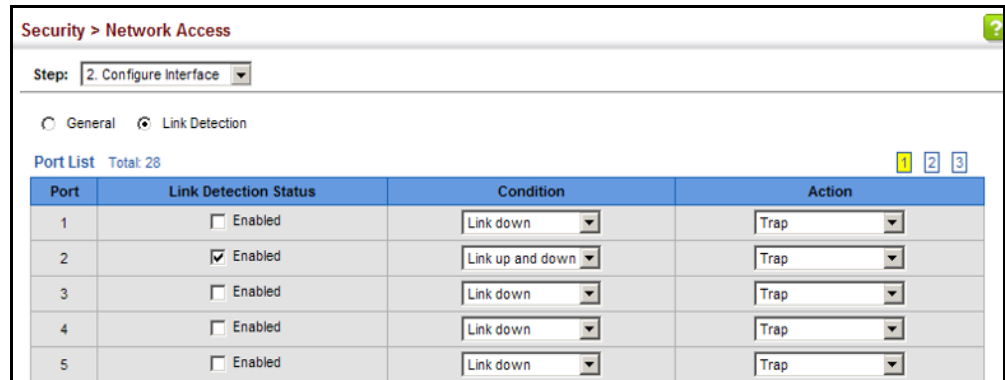 Security > Network Access
?
Step: 2. Configure Interface
General Link Detection
Port List Total: 28 1 2 3
Port Link Detection Status Condition Action
1 Enabled Link down Trap
2 Enabled Link up and down Trap
3 Enabled Link down Trap
4 Enabled Link down Trap
5 Enabled Link down Trap